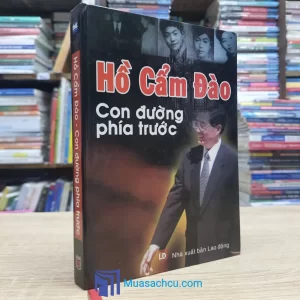 Hồ Cẩm Đào
Con đường
phía trước
LĐ Nhà xuất bản Lao động
Hồ Cẩm Đào - Con đường phía trước
Muasachcu.com